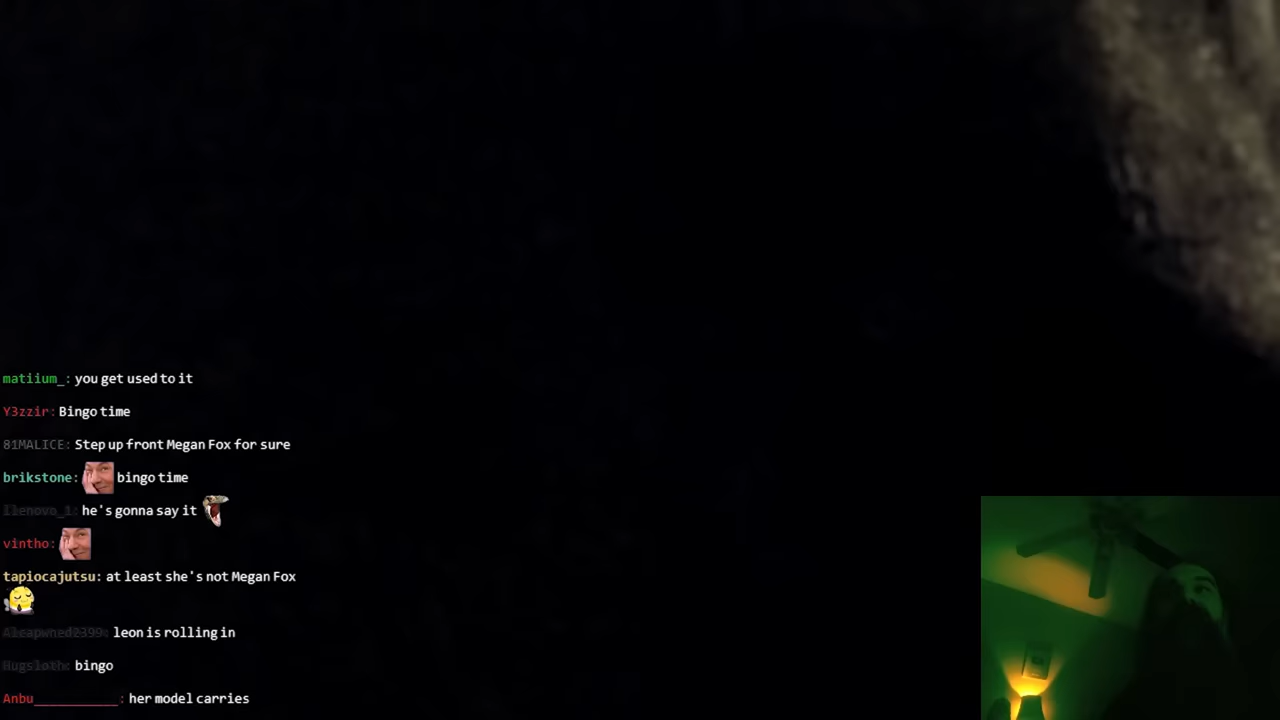 matiium_: you get used to it
Y3zzir: Bingo time
81MALICE: Step up front Megan Fox for sure
brikstone: bingo time
he's gonna say it
vintho:
tapiocajutsu: at least she's not Megan Fox
leon is rolling in
Hugsloth: bingo
Anbu___________: her model carries